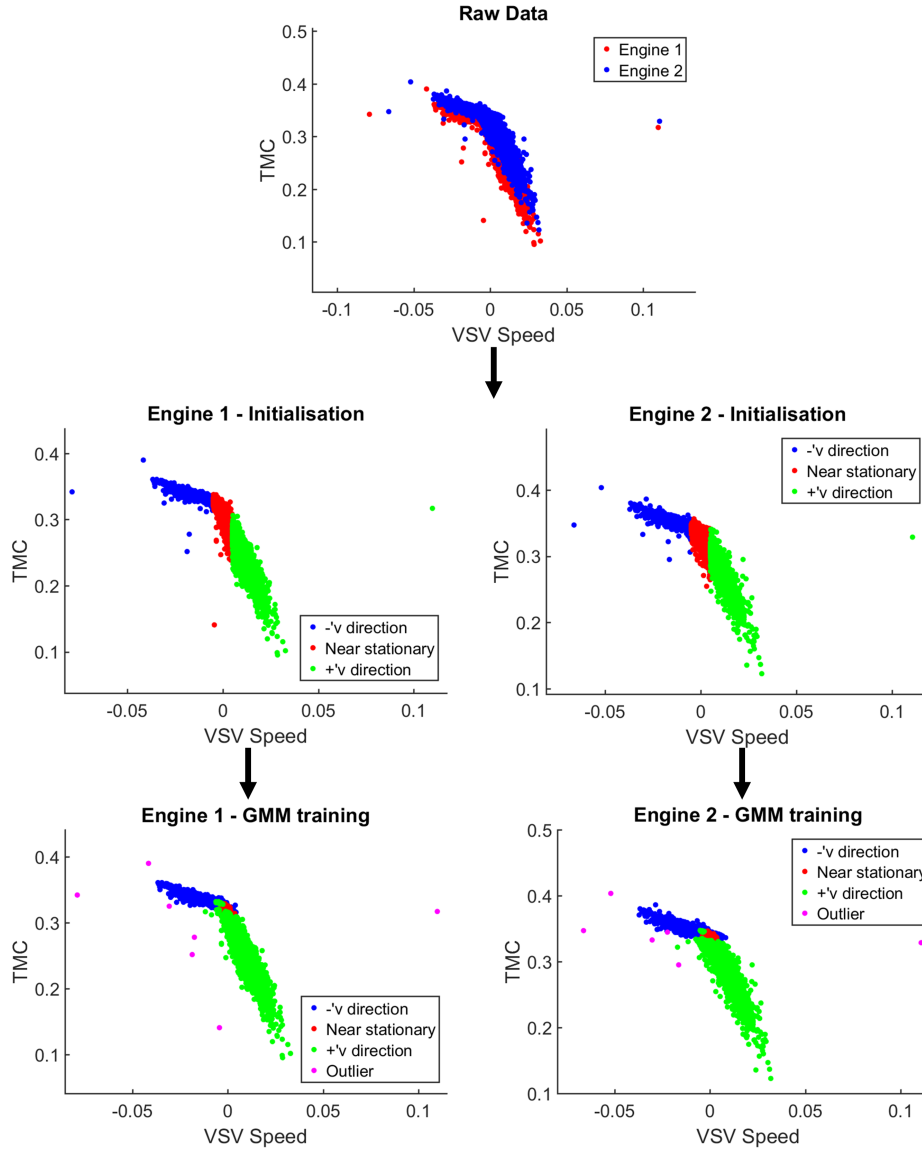 Raw Data
Engine 1
Engine 2
0.5
0.4
0.3
0.2
0.1
TMC
-0.1 -0.05 0 0.05 0.1
VSV Speed
Engine 1 - Initialisation
0.4
0.3
0.2
0.1
TMC
-'v direction
Near stationary
+'v direction
-0.05 0 0.05 0.1
VSV Speed
Engine 2 - Initialisation
-'v direction
Near stationary
+'v direction
0.4
0.3
0.2
0.1
TMC
-0.05 0 0.05 0.1
VSV Speed
Engine 1 - GMM training
0.4
0.3
0.2
0.1
TMC
-'v direction
Near stationary
+'v direction
Outlier
-0.05 0 0.05 0.1
VSV Speed
Engine 2 - GMM training
-'v direction
Near stationary
+'v direction
Outlier
0.5
0.4
0.3
0.2
0.1
TMC
-0.05 0 0.05 0.1
VSV Speed